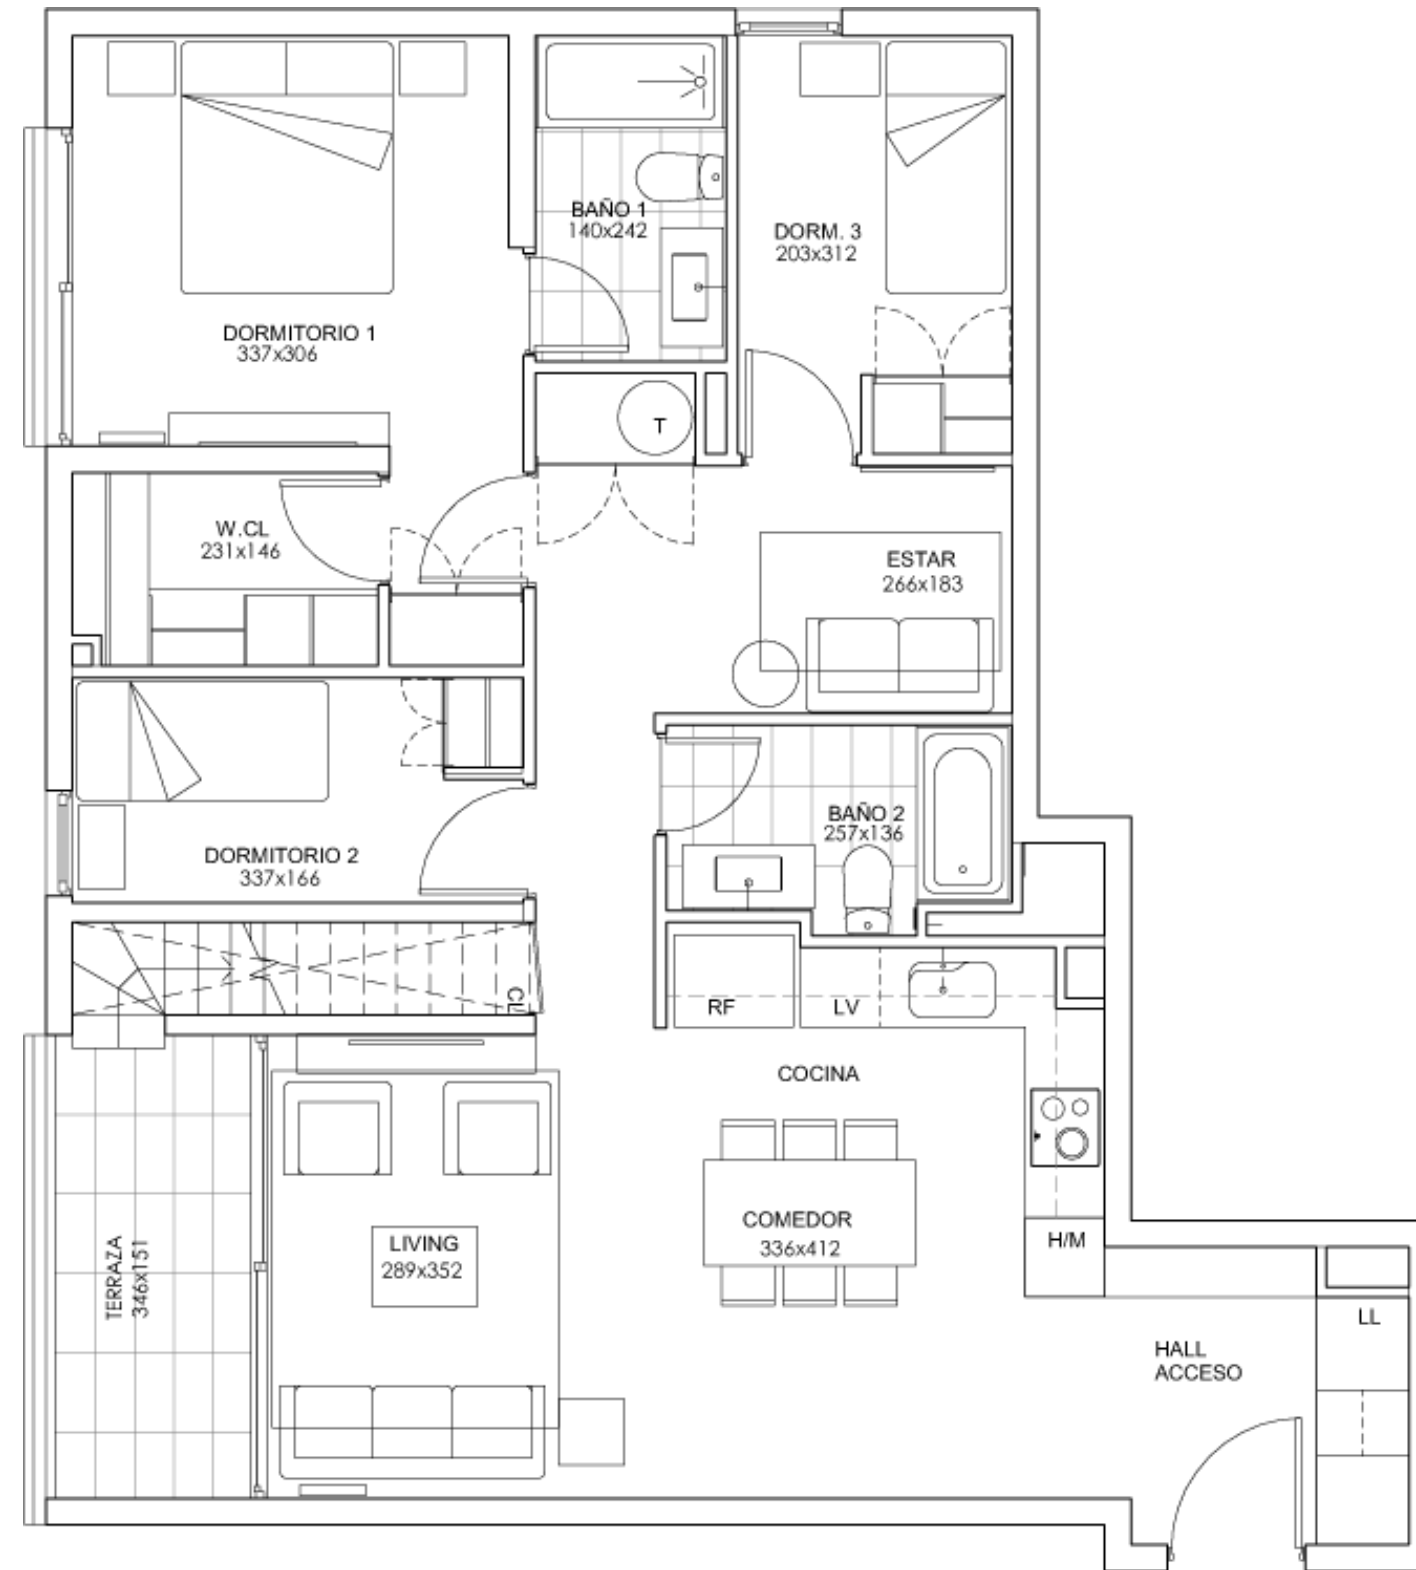 BAÑO 1
140x242
DORM. 3
203x312
DORMITORIO 1
337x306
T
W.CL
231x146
ESTAR
266x183
BAÑO 2
257x136
DORMITORIO 2
337x166
CL
RF
LV
COCINA
COMEDOR
336x412
H/M
LIVING
289x352
TERRAZA
346x151
LL
HALL
ACCESO